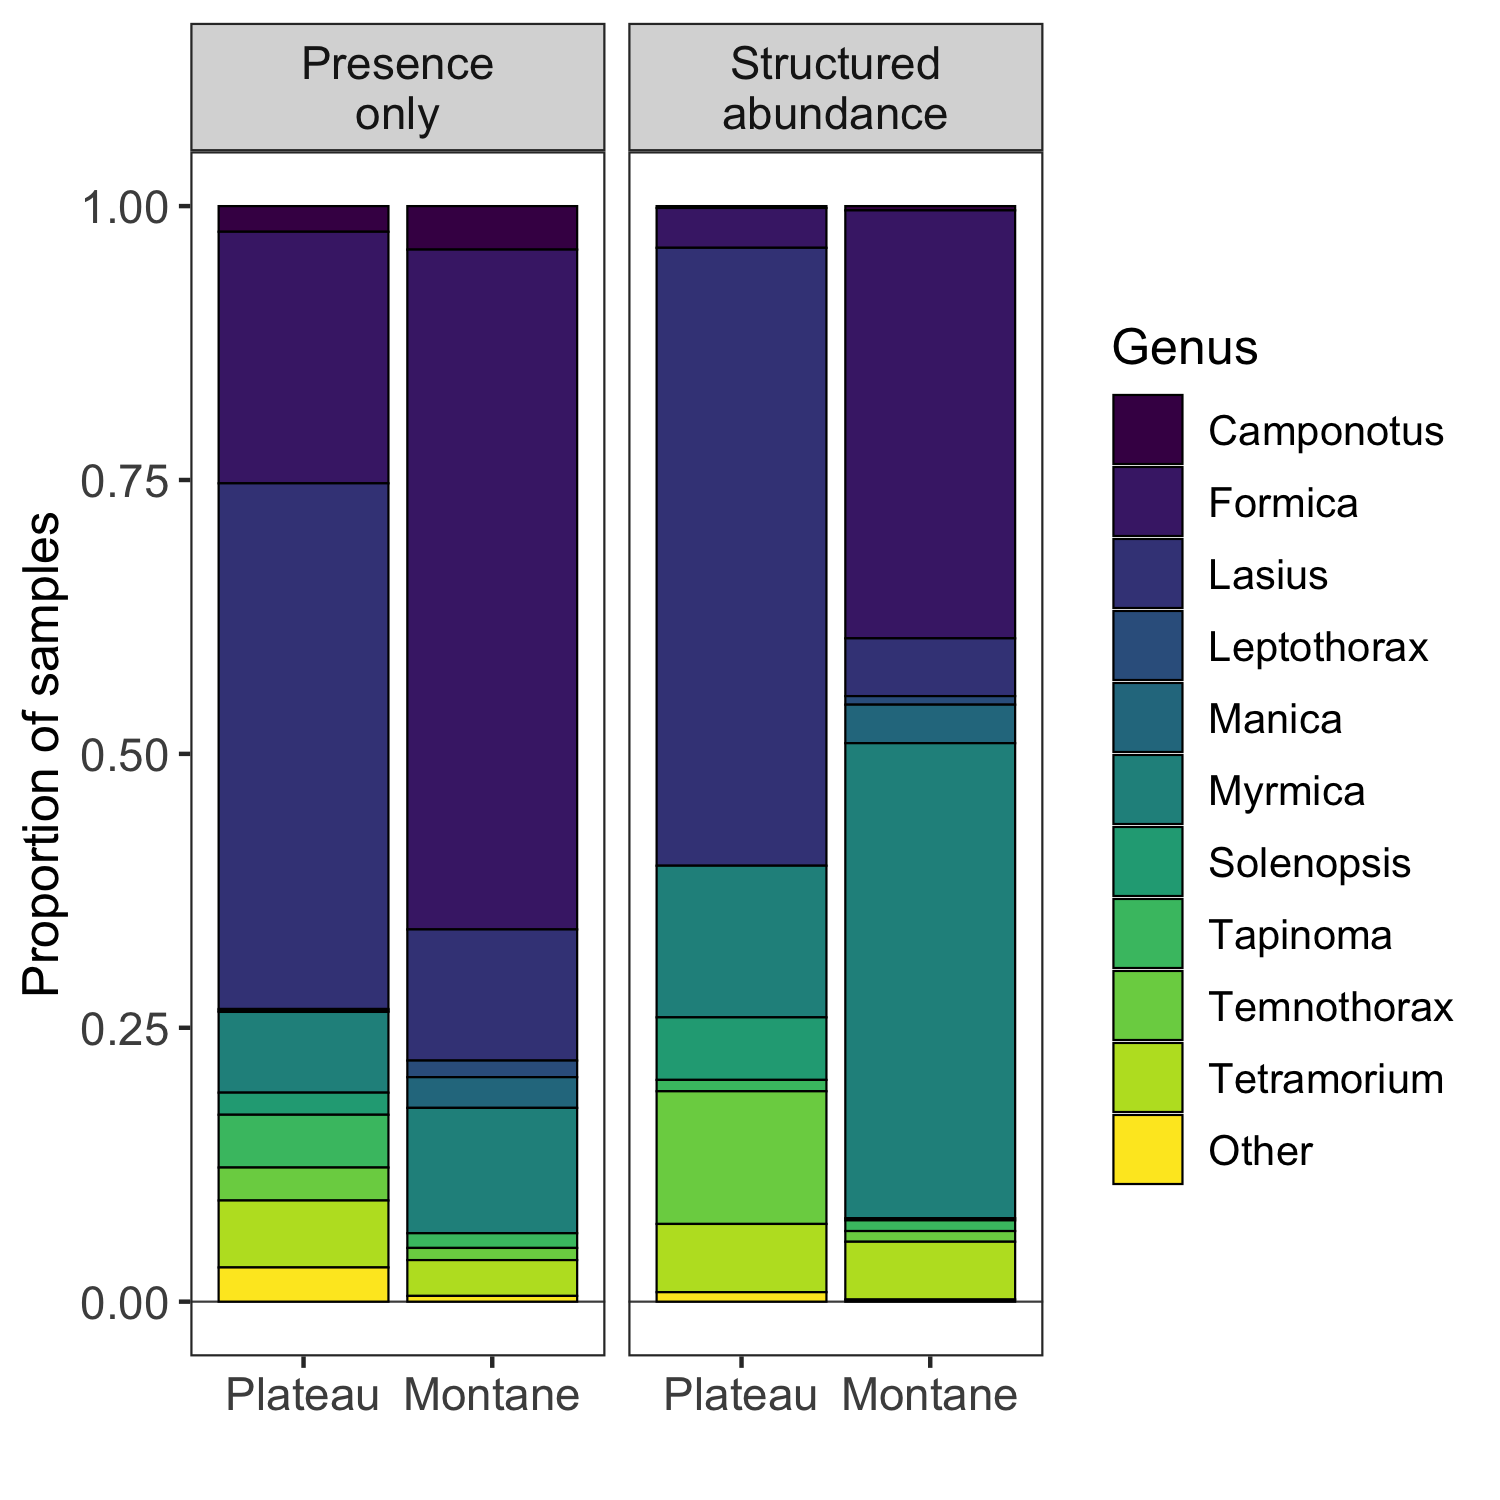 Presence
only
Structured
abundance
Proportion of samples
1.00
0.75
0.50
0.25
0.00
Plateau
Montane
Plateau
Montane
Genus
Camponotus
Formica
Lasius
Leptothorax
Manica
Myrmica
Solenopsis
Tapinoma
Temnothorax
Tetramorium
Other